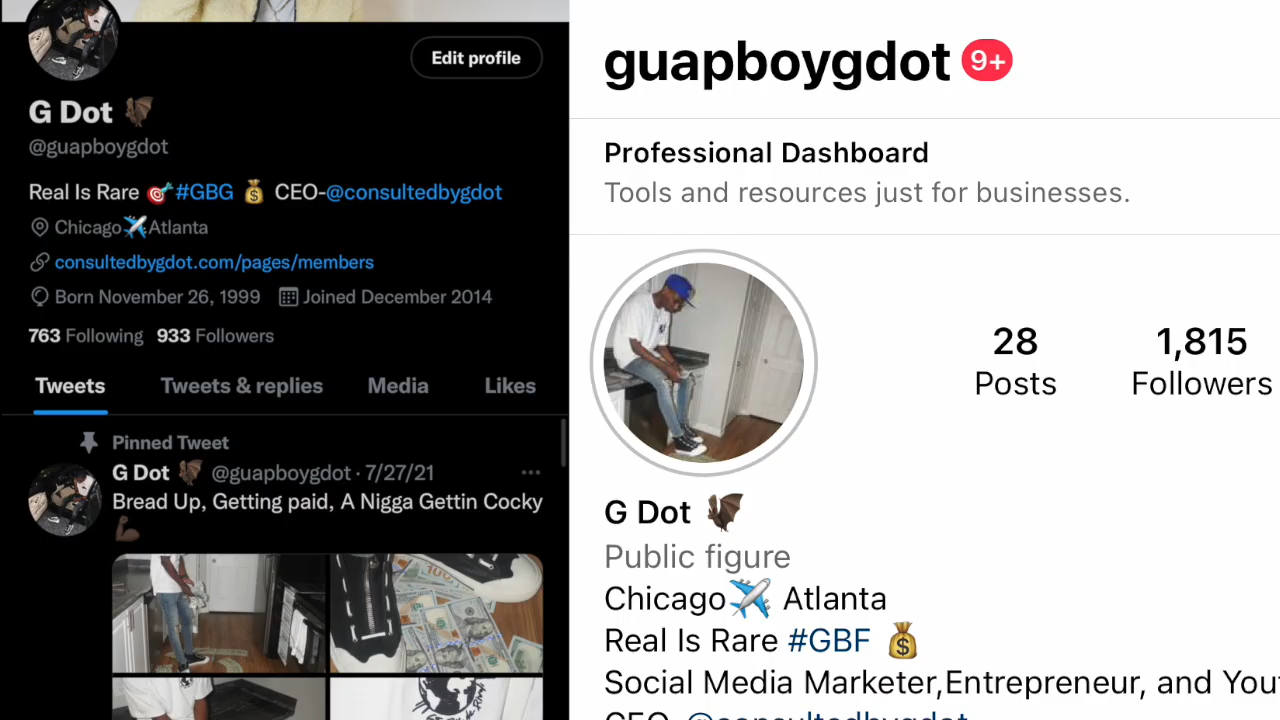 Edit profile
G Dot 🦇
@guapboygdot
Real Is Rare 🎯#GBG 💰 CEO-@consultedbygdot
Chicago✈️Atlanta
consultedbygdot.com/pages/members
Born November 26, 1999 Joined December 2014
763 Following 933 Followers
Tweets Tweets & replies Media Likes
Pinned Tweet
G Dot 🦇 @guapboygdot · 7/27/21 ...
Bread Up, Getting paid, A Nigga Gettin Cocky
💪🏿
guapboygdot 9+
Professional Dashboard
Tools and resources just for businesses.
28 1,815
Posts Followers
G Dot 🦇
Public figure
Chicago✈️ Atlanta
Real Is Rare #GBF 💰
Social Media Marketer,Entrepreneur, and You
CEO-@consultedbygdot